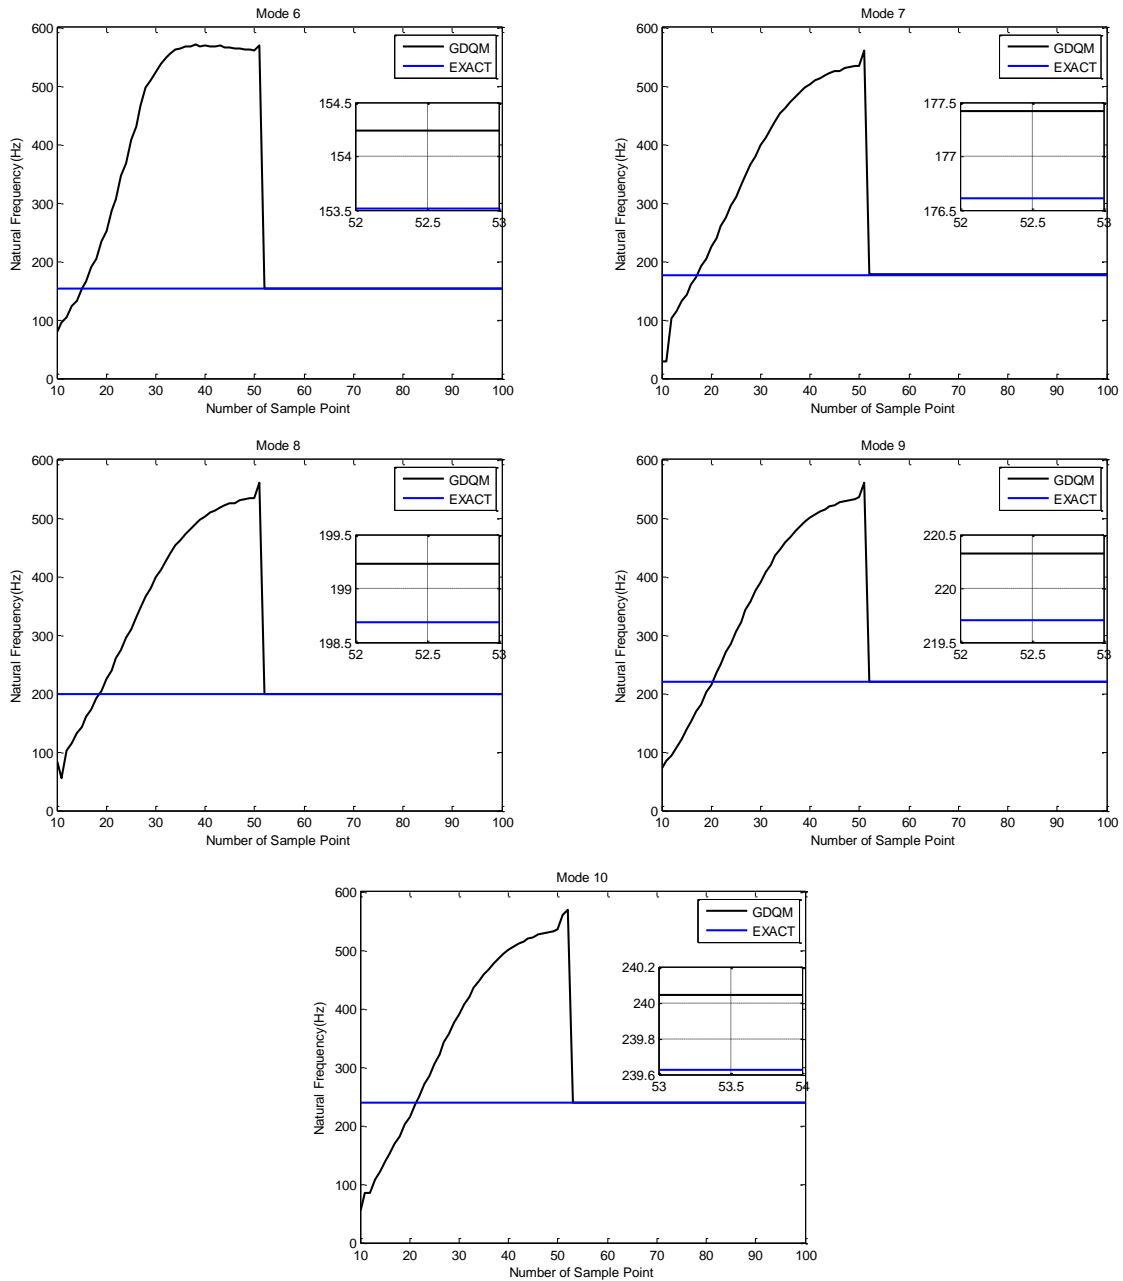 Mode 6
600
500
400
300
200
100
0
Natural Frequency(Hz)
GDQM
EXACT
154.5
154
153.5
52 52.5 53
10 20 30 40 50 60 70 80 90 100
Number of Sample Point
Mode 7
600
500
400
300
200
100
0
Natural Frequency(Hz)
GDQM
EXACT
177.5
177
176.5
52 52.5 53
10 20 30 40 50 60 70 80 90 100
Number of Sample Point
Mode 8
600
500
400
300
200
100
0
Natural Frequency(Hz)
GDQM
EXACT
199.5
199
198.5
52 52.5 53
10 20 30 40 50 60 70 80 90 100
Number of Sample Point
Mode 9
600
500
400
300
200
100
0
Natural Frequency(Hz)
GDQM
EXACT
220.5
220
219.5
52 52.5 53
10 20 30 40 50 60 70 80 90 100
Number of Sample Point
Mode 10
600
500
400
300
200
100
0
Natural Frequency(Hz)
GDQM
EXACT
240.2
240
239.8
239.6
53 53.5 54
10 20 30 40 50 60 70 80 90 100
Number of Sample Point